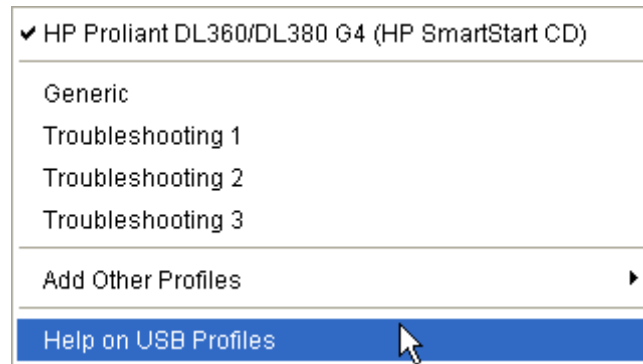 ✔ HP Proliant DL360/DL380 G4 (HP SmartStart CD)
Generic
Troubleshooting 1
Troubleshooting 2
Troubleshooting 3
Add Other Profiles
Help on USB Profiles